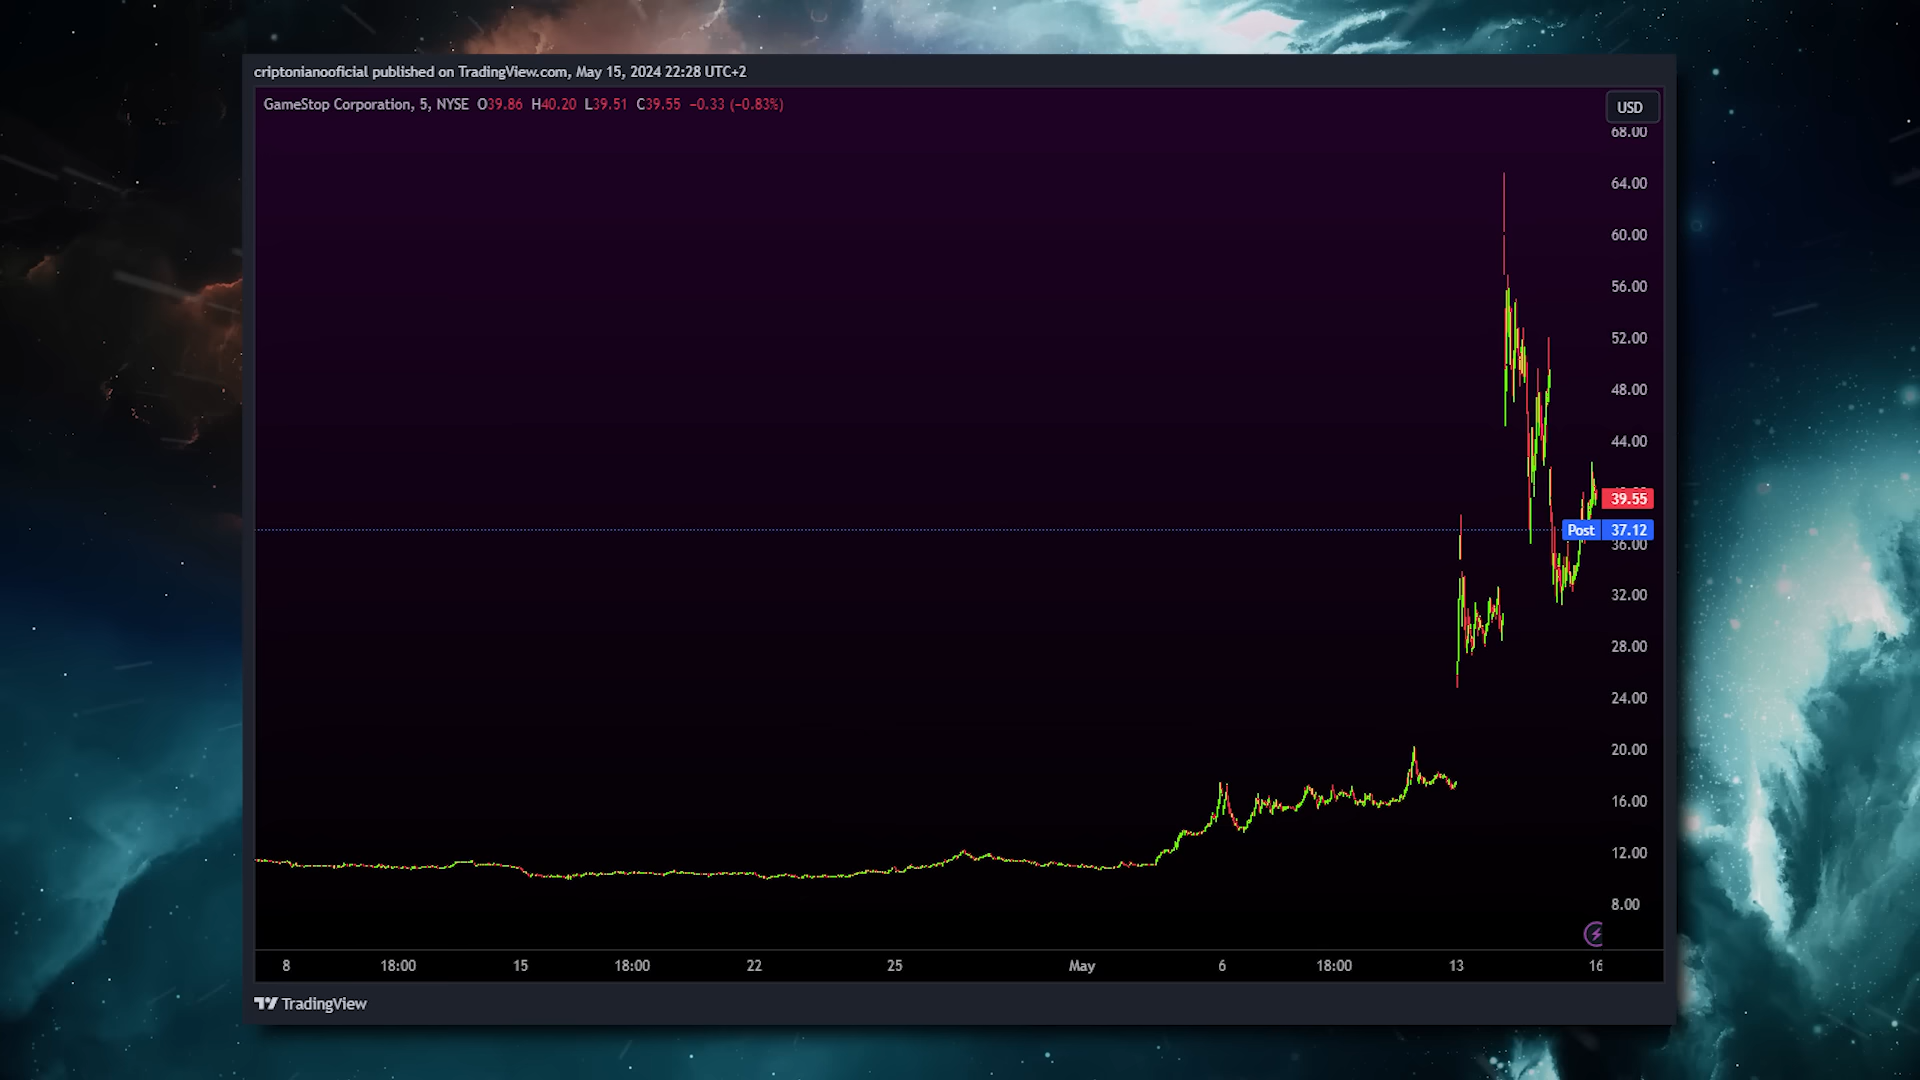 criptonianooficial published on TradingView.com, May 15, 2024 22:28 UTC+2
GameStop Corporation, 5, NYSE O39.86 H40.20 L39.51 C39.55 −0.33 (−0.83%)
USD
68.00
64.00
60.00
56.00
52.00
48.00
44.00
39.55
Post 37.12
36.00
32.00
28.00
24.00
20.00
16.00
12.00
8.00
8 18:00 15 18:00 22 25 May 6 18:00 13 16
TradingView